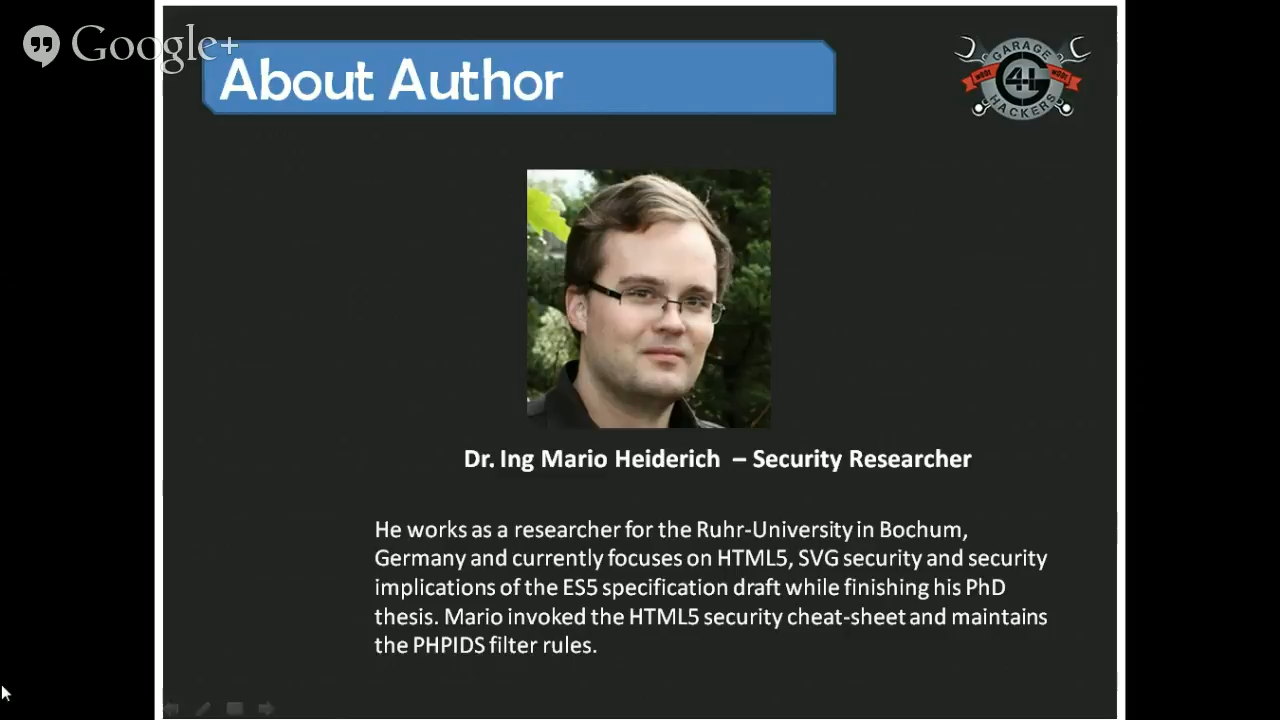 Google+
About Author
GARAGE
4
HACKERS
Dr. Ing Mario Heiderich – Security Researcher
He works as a researcher for the Ruhr-University in Bochum,
Germany and currently focuses on HTML5, SVG security and security
implications of the ES5 specification draft while finishing his PhD
thesis. Mario invoked the HTML5 security cheat-sheet and maintains
the PHPIDS filter rules.